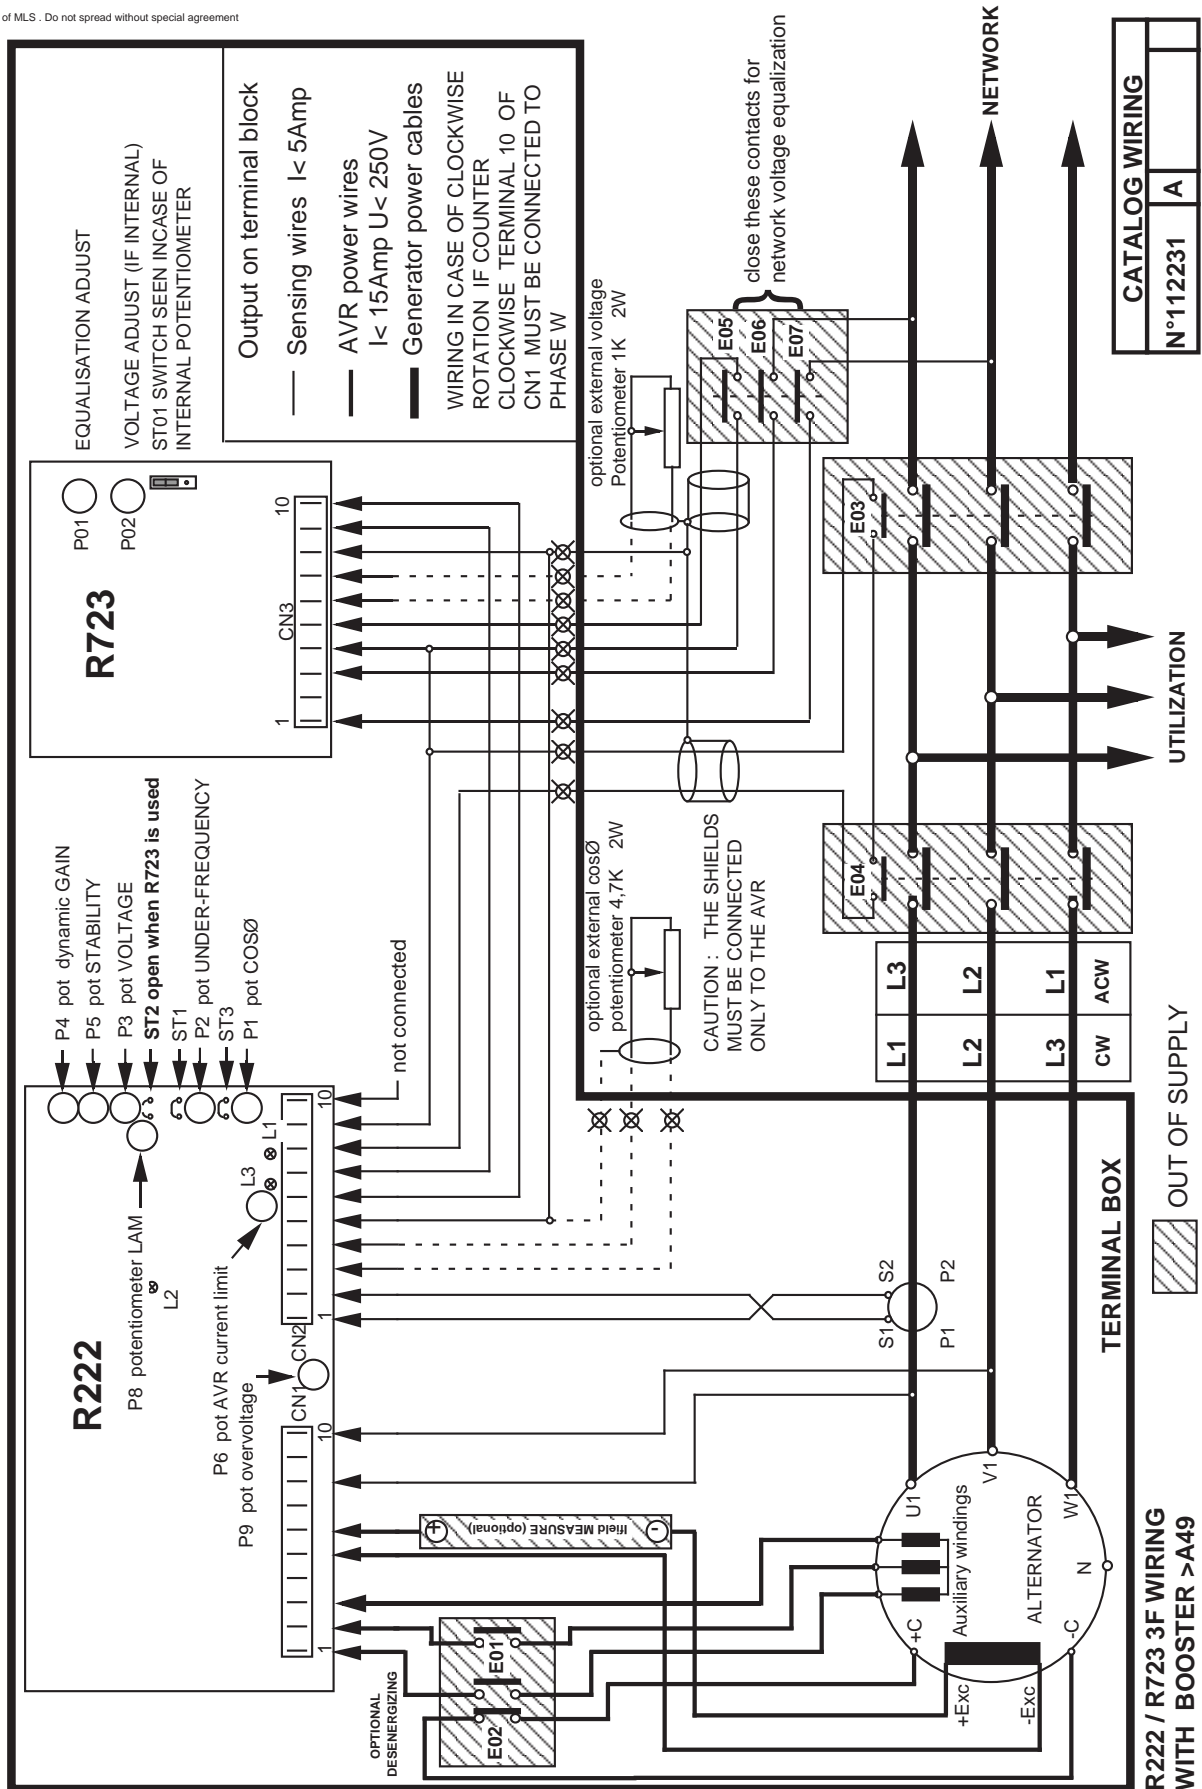 of MLS . Do not spread without special agreement
R222
P8 potentiometer LAM
L2
P6 pot AVR current limit
P9 pot overvoltage
L3
L1
P4 pot dynamic GAIN
P5 pot STABILITY
P3 pot VOLTAGE
ST2 open when R723 is used
ST1
P2 pot UNDER-FREQUENCY
ST3
P1 pot COSØ
1
CN1
10
1
CN2
10
not connected
R723
P01
P02
1
CN3
10
EQUALISATION ADJUST
VOLTAGE ADJUST (IF INTERNAL)
ST01 SWITCH SEEN INCASE OF
INTERNAL POTENTIOMETER
Output on terminal block
Sensing wires I< 5Amp
AVR power wires
I< 15Amp U< 250V
Generator power cables
WIRING IN CASE OF CLOCKWISE
ROTATION IF COUNTER
CLOCKWISE TERMINAL 10 OF
CN1 MUST BE CONNECTED TO
PHASE W
OPTIONAL
DESENERGIZING
E01
E02
+
Ifield MEASURE (optional)
-
optional external cosØ
potentiometer 4,7K 2W
CAUTION : THE SHIELDS
MUST BE CONNECTED
ONLY TO THE AVR
optional external voltage
Potentiometer 1K 2W
E05
E06
E07
close these contacts for
network voltage equalization
+Exc
-Exc
+C
-C
Auxiliary windings
ALTERNATOR
N
U1
V1
W1
S1
S2
P1
P2
TERMINAL BOX
L1
L3
L2
L2
L3
L1
CW
ACW
E04
E03
UTILIZATION
NETWORK
R222 / R723 3F WIRING
WITH BOOSTER >A49
OUT OF SUPPLY
CATALOG WIRING
N°112231
A